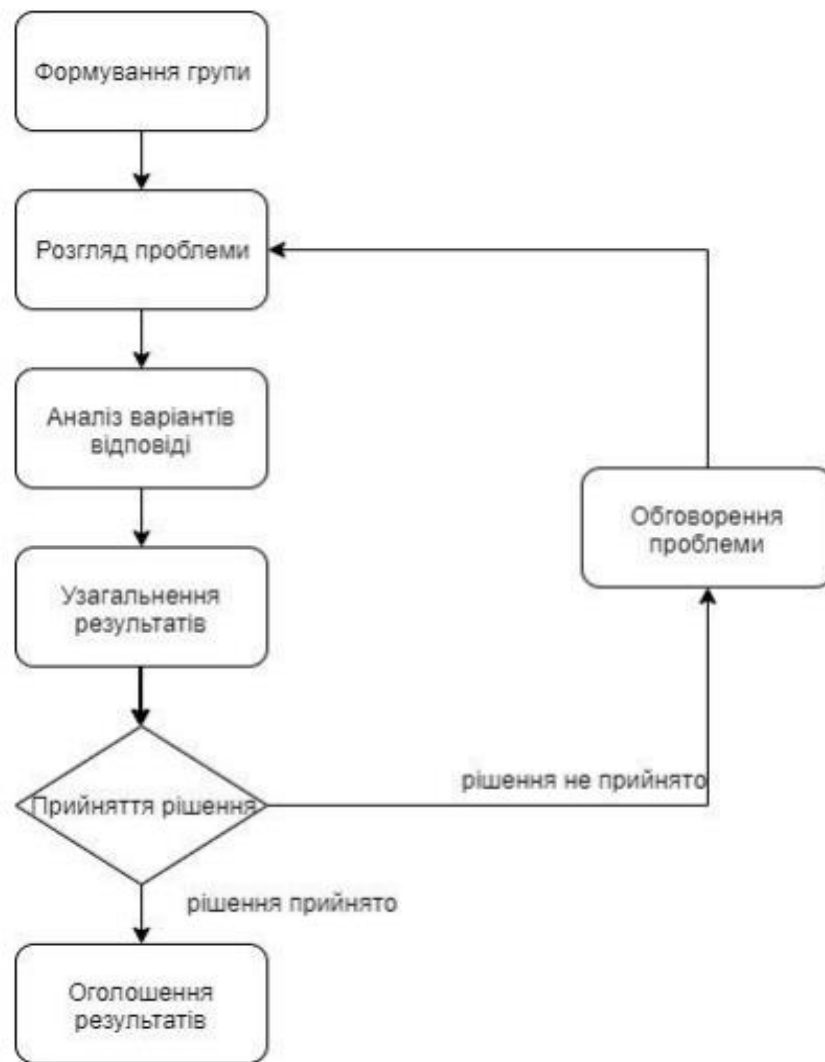 Формування групи
Розгляд проблеми
Аналіз варіантів
відповіді
Обговорення
проблеми
Узагальнення
результатів
рішення не прийнято
Прийняття рішення
рішення прийнято
Оголошення
результатів